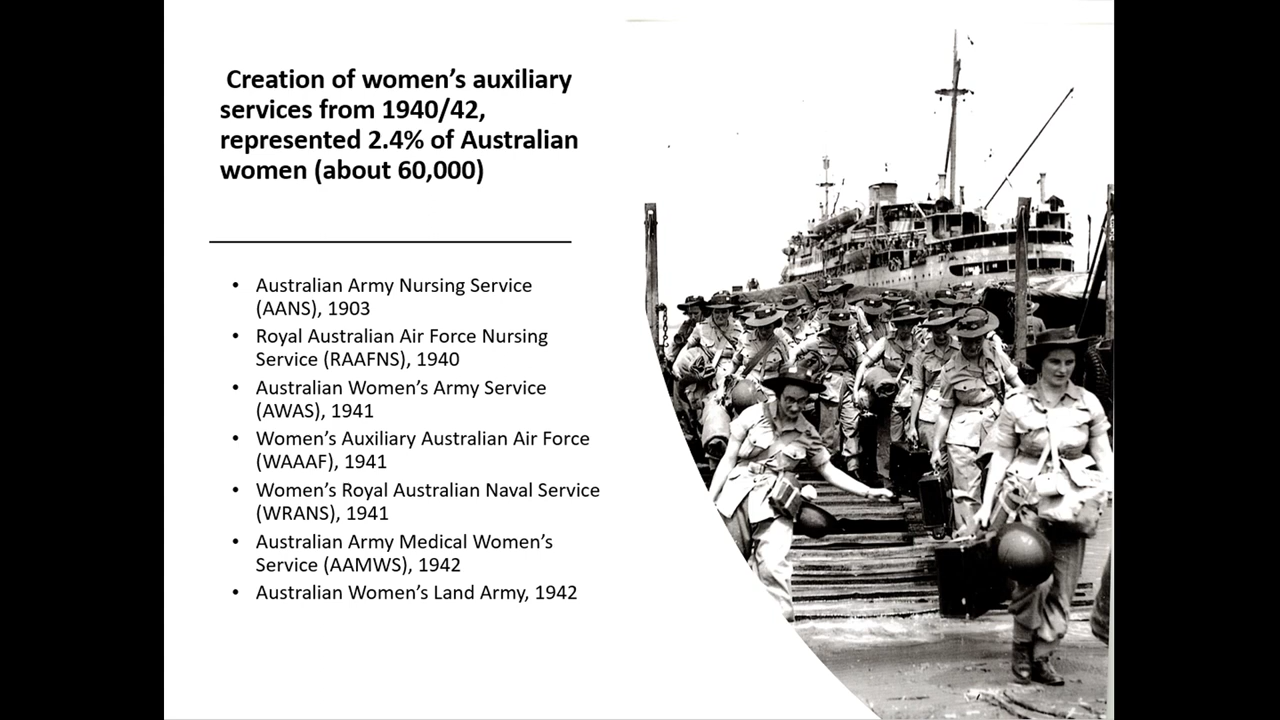 Creation of women’s auxiliary
services from 1940/42,
represented 2.4% of Australian
women (about 60,000)
• Australian Army Nursing Service
(AANS), 1903
• Royal Australian Air Force Nursing
Service (RAAFNS), 1940
• Australian Women’s Army Service
(AWAS), 1941
• Women’s Auxiliary Australian Air Force
(WAAAF), 1941
• Women’s Royal Australian Naval Service
(WRANS), 1941
• Australian Army Medical Women’s
Service (AAMWS), 1942
• Australian Women’s Land Army, 1942